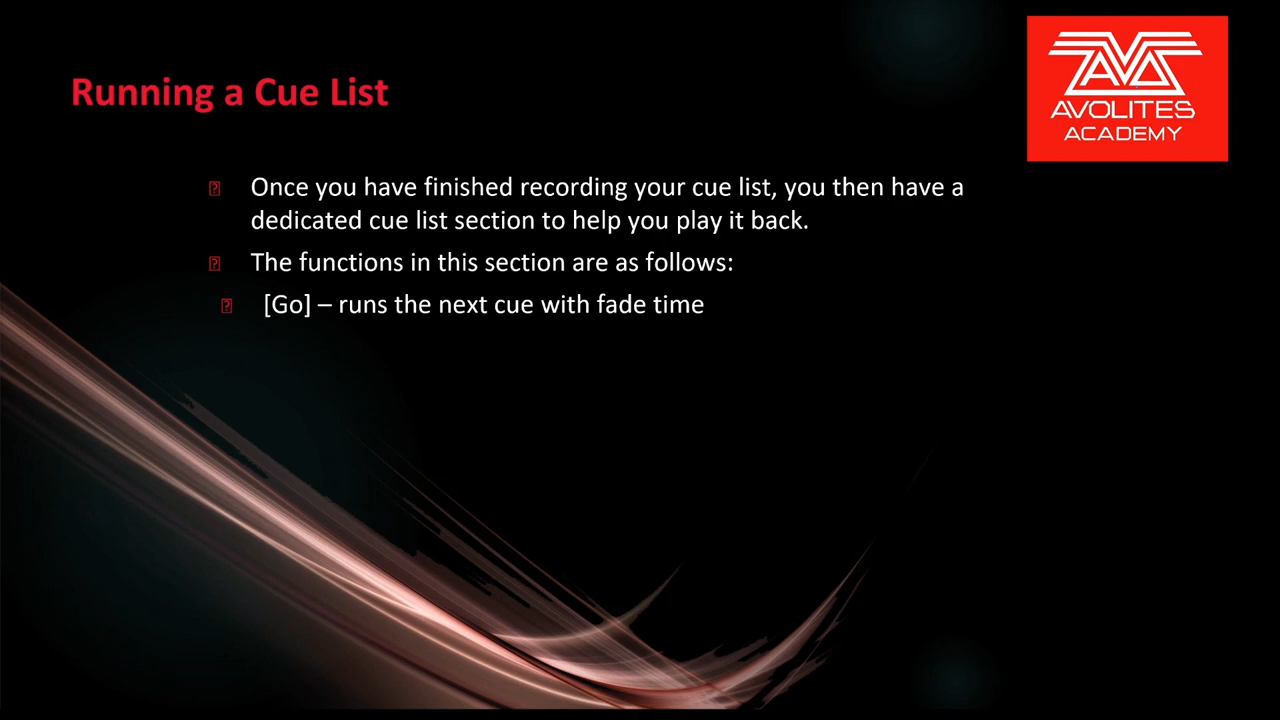 Running a Cue List
AVOLITES
ACADEMY
Once you have finished recording your cue list, you then have a
dedicated cue list section to help you play it back.
The functions in this section are as follows:
[Go] – runs the next cue with fade time